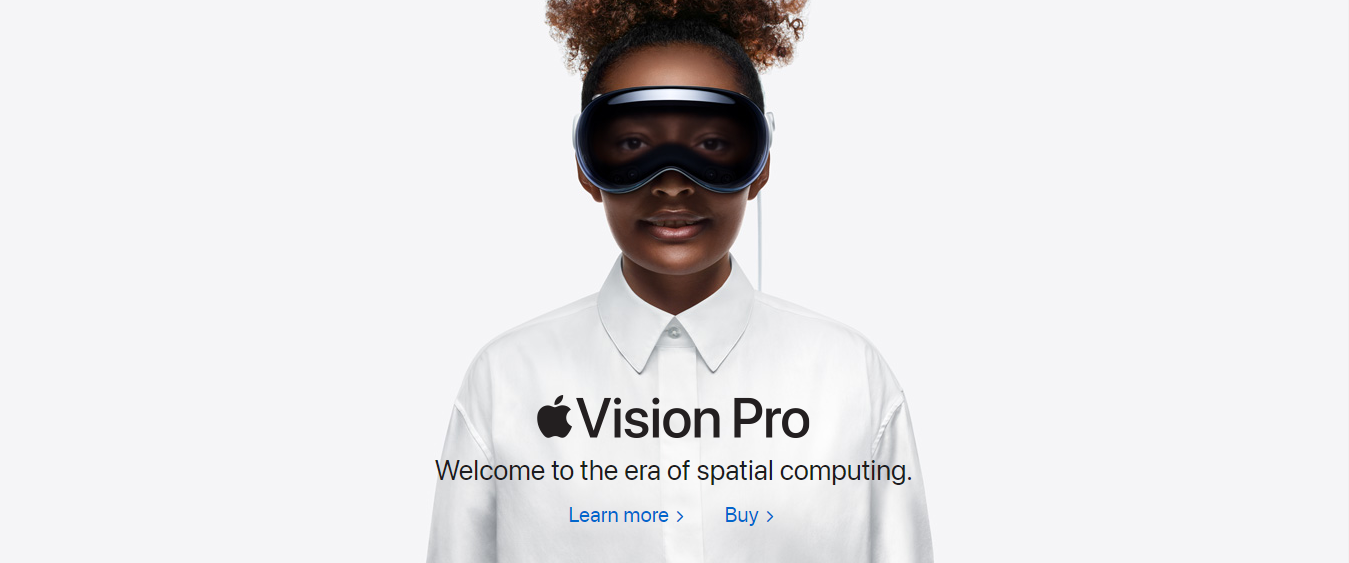 Vision Pro
Welcome to the era of spatial computing.
Learn more > Buy >